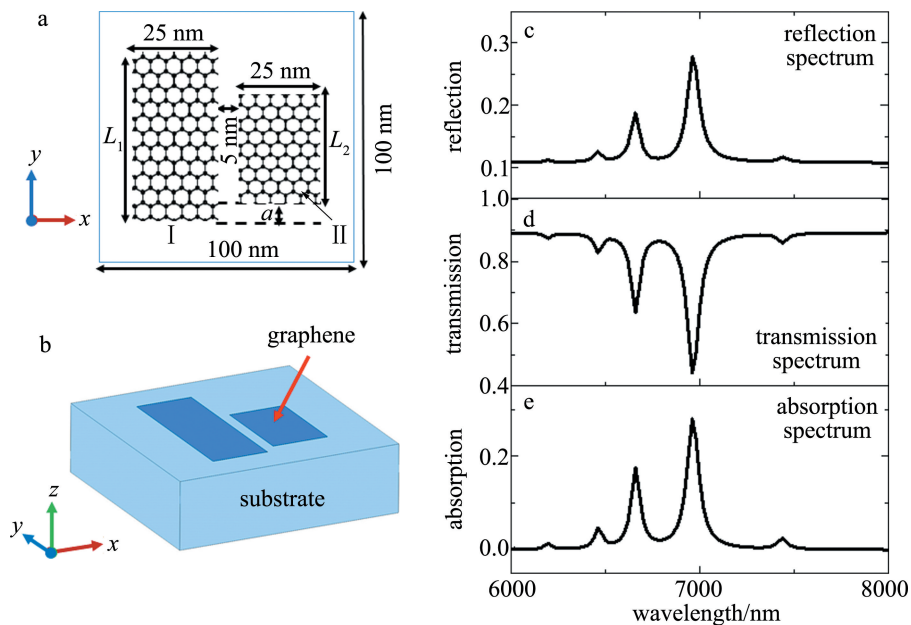 a
25 nm
25 nm
L1
5 nm
L2
100 nm
y
x
a
I
II
100 nm
b
graphene
substrate
z
y
x
c
reflection
spectrum
reflection
0.3
0.2
0.1
d
transmission
spectrum
transmission
1.0
0.8
0.6
0.4
e
absorption
spectrum
absorption
0.2
0.0
6000
7000
8000
wavelength/nm